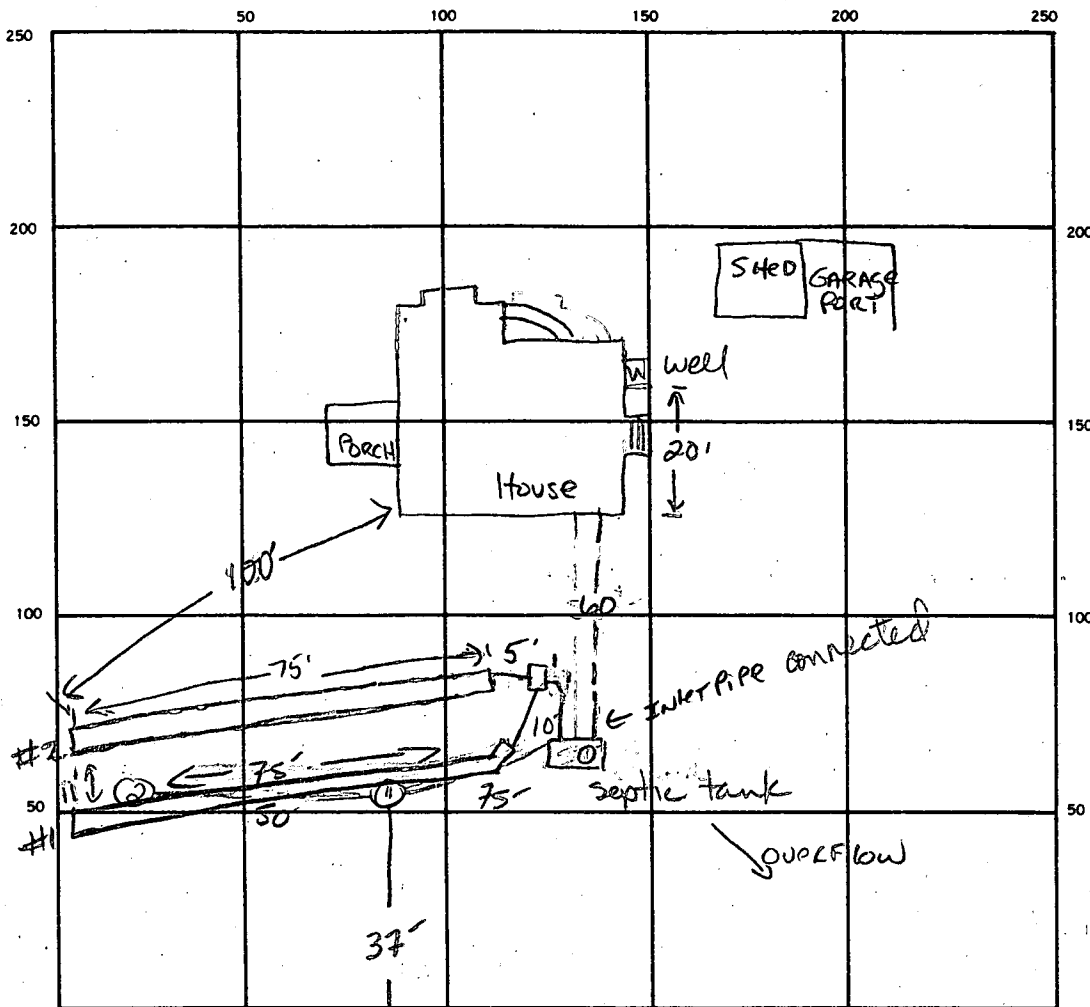 50 100 150 200 250
250
200 200
SHED GARAGE PORT
W Well
150 150
PORCH 20'
House
100'
100 60 100
75' 5' INLET PIPE connected
10'
#2
11' 75'
2 11 75' septic tank
50 50' 50
#1
OVERFLOW
37'